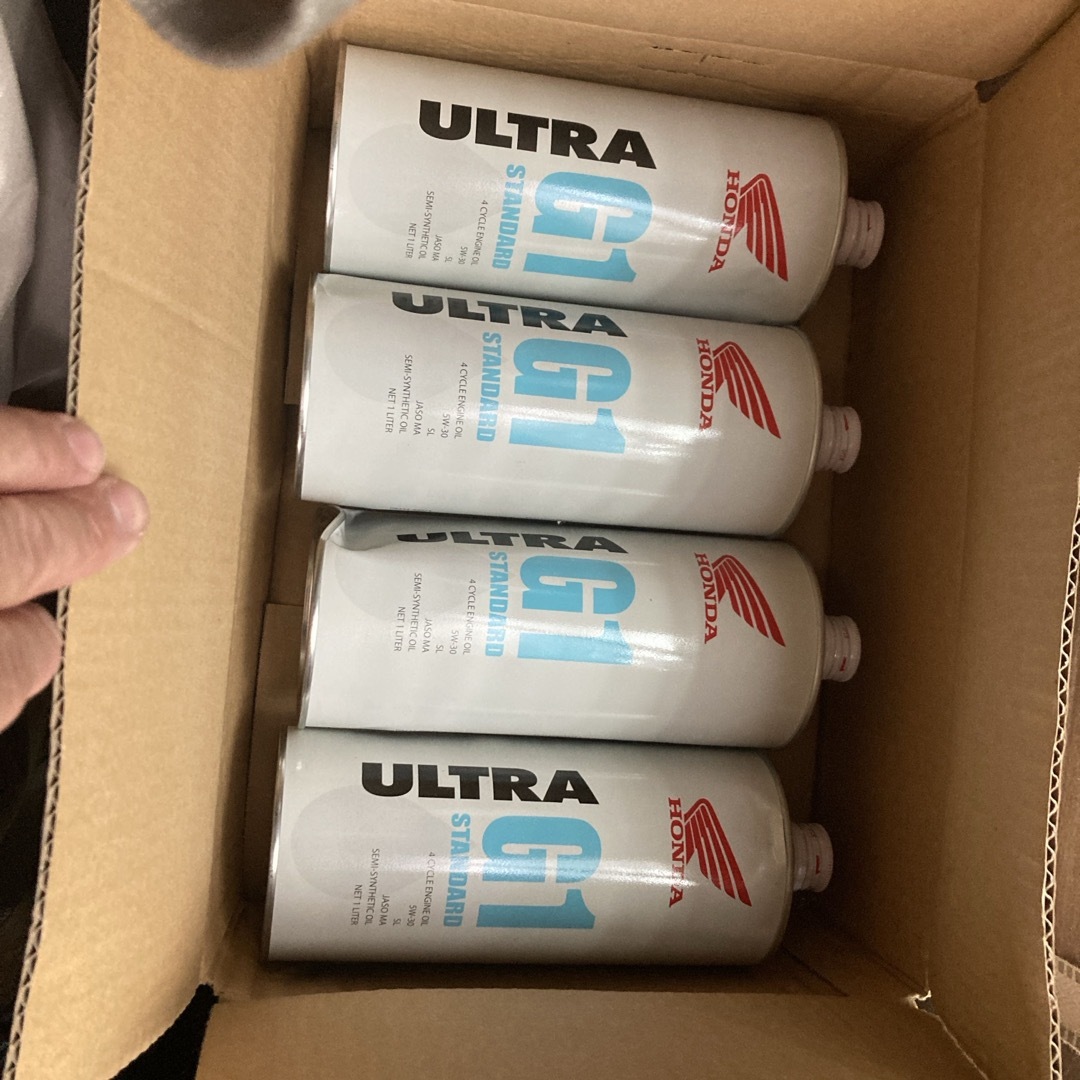 ULTRA
G1
STANDARD
4 CYCLE ENGINE OIL
5W-30
SL
JASO MA
SEMI-SYNTHETIC OIL
NET 1 LITER
HONDA
ULTRA
G1
STANDARD
4 CYCLE ENGINE OIL
5W-30
SL
JASO MA
SEMI-SYNTHETIC OIL
NET 1 LITER
HONDA
ULTRA
G1
STANDARD
4 CYCLE ENGINE OIL
5W-30
SL
JASO MA
SEMI-SYNTHETIC OIL
NET 1 LITER
HONDA
ULTRA
G1
STANDARD
4 CYCLE ENGINE OIL
5W-30
SL
JASO MA
SEMI-SYNTHETIC OIL
NET 1 LITER
HONDA